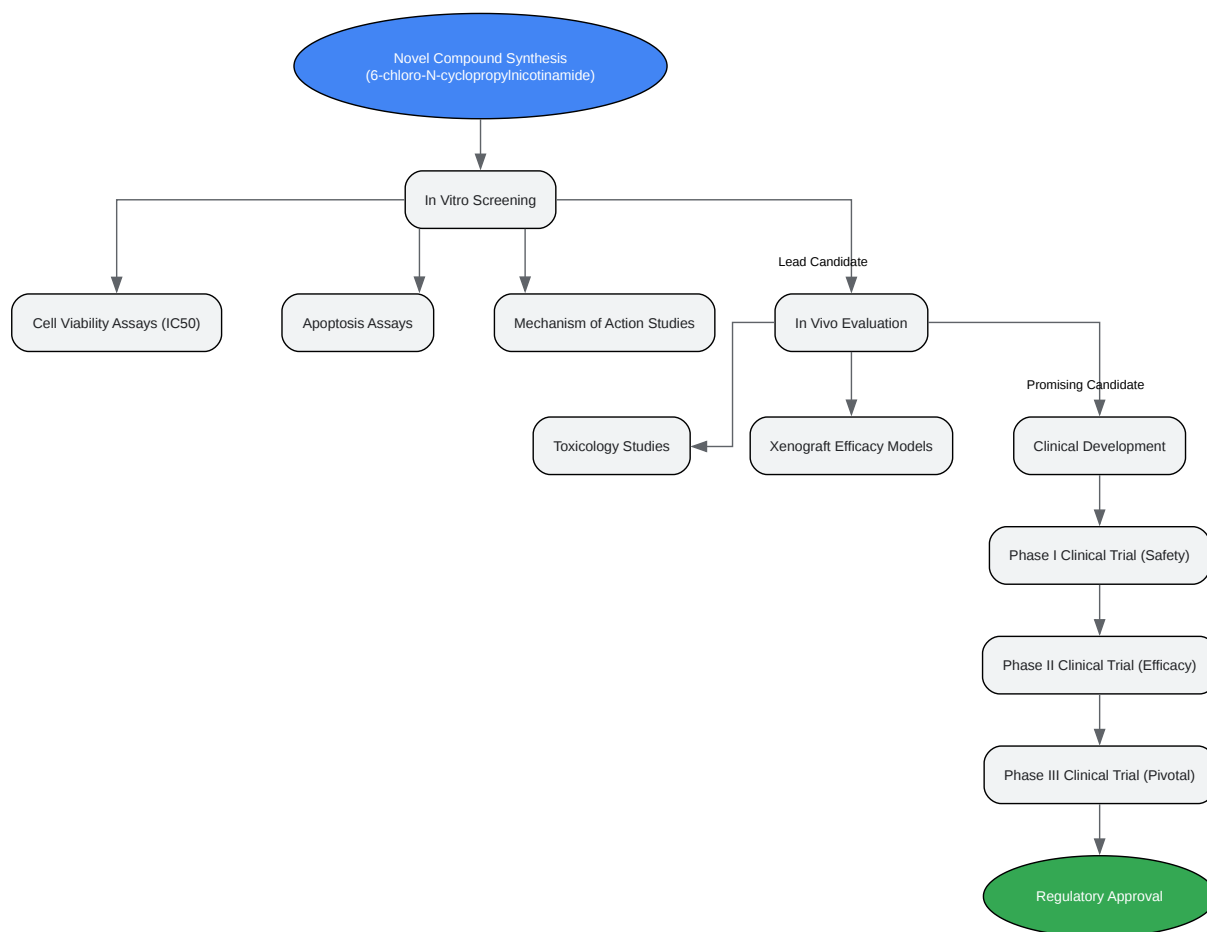 Novel Compound Synthesis
(6-chloro-N-cyclopropylnicotinamide)
In Vitro Screening
Lead Candidate
Cell Viability Assays (IC50)
Apoptosis Assays
Mechanism of Action Studies
In Vivo Evaluation
Promising Candidate
Toxicology Studies
Xenograft Efficacy Models
Clinical Development
Phase I Clinical Trial (Safety)
Phase II Clinical Trial (Efficacy)
Phase III Clinical Trial (Pivotal)
Regulatory Approval